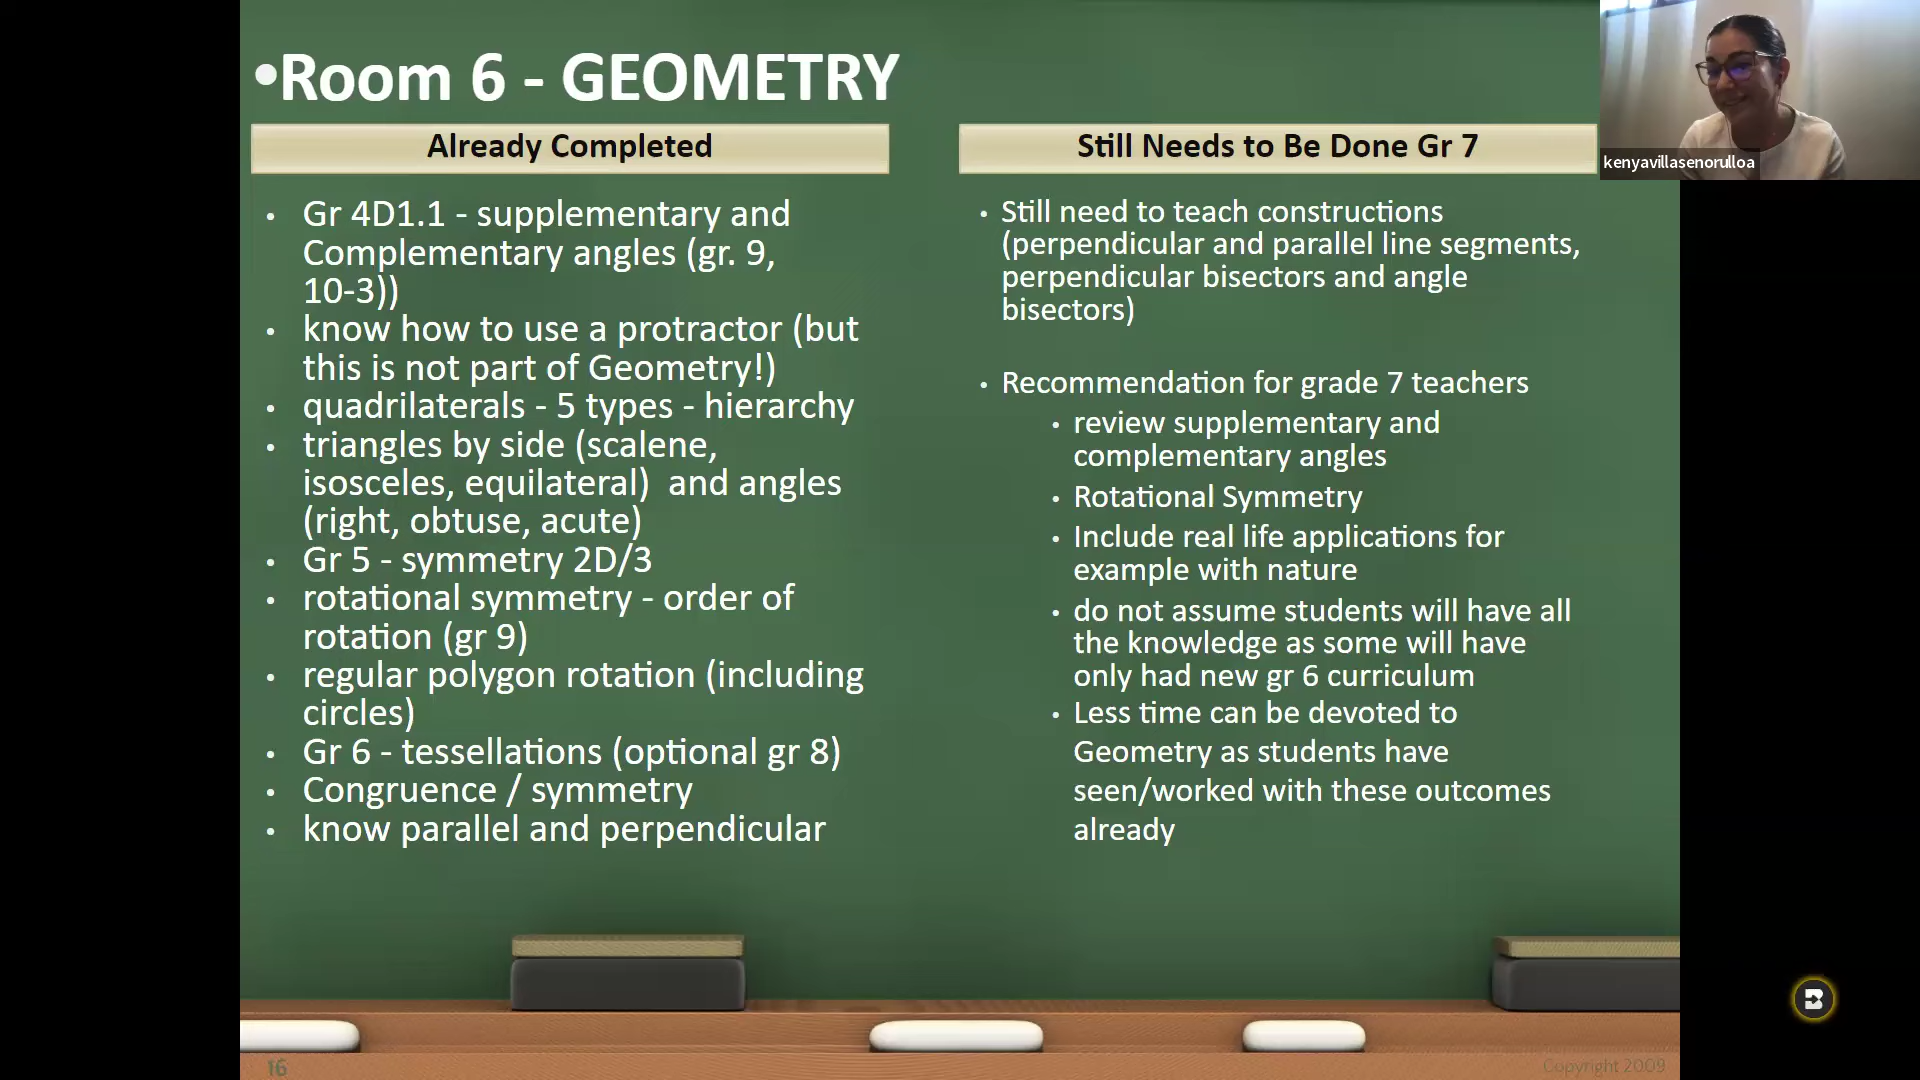 •Room 6 - GEOMETRY
Already Completed
• Gr 4D1.1 - supplementary and
Complementary angles (gr. 9,
10-3))
• know how to use a protractor (but
this is not part of Geometry!)
• quadrilaterals - 5 types - hierarchy
• triangles by side (scalene,
isosceles, equilateral)  and angles
(right, obtuse, acute)
• Gr 5 - symmetry 2D/3
• rotational symmetry - order of
rotation (gr 9)
• regular polygon rotation (including
circles)
• Gr 6 - tessellations (optional gr 8)
• Congruence / symmetry
• know parallel and perpendicular
Still Needs to Be Done Gr 7
• Still need to teach constructions
(perpendicular and parallel line segments,
perpendicular bisectors and angle
bisectors)
• Recommendation for grade 7 teachers
• review supplementary and
complementary angles
• Rotational Symmetry
• Include real life applications for
example with nature
• do not assume students will have all
the knowledge as some will have
only had new gr 6 curriculum
• Less time can be devoted to
Geometry as students have
seen/worked with these outcomes
already
kenyavillasenorulloa
16
Copyright 2009